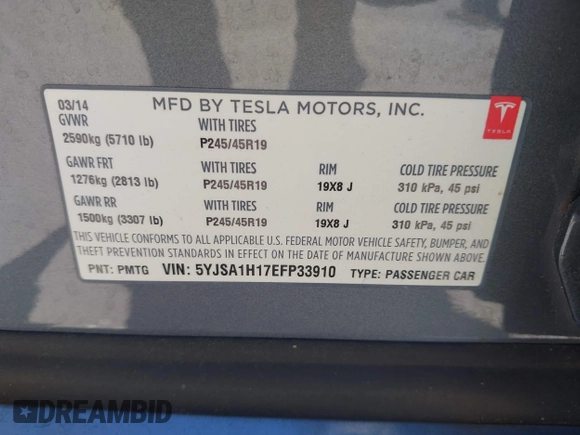 03/14
MFD BY TESLA MOTORS, INC.
GVWR
WITH TIRES
2590kg (5710 lb)
P245/45R19
TESLA
GAWR FRT
WITH TIRES
RIM
COLD TIRE PRESSURE
1276kg (2813 lb)
P245/45R19
19X8 J
310 kPa, 45 psi
GAWR RR
WITH TIRES
RIM
COLD TIRE PRESSURE
1500kg (3307 lb)
P245/45R19
19X8 J
310 kPa, 45 psi
THIS VEHICLE CONFORMS TO ALL APPLICABLE U.S. FEDERAL MOTOR VEHICLE SAFETY, BUMPER, AND
THEFT PREVENTION STANDARDS IN EFFECT ON THE DATE OF MANUFACTURE SHOWN ABOVE.
PNT: PMTG VIN: 5YJSA1H17EFP33910 TYPE: PASSENGER CAR
DREAMBID